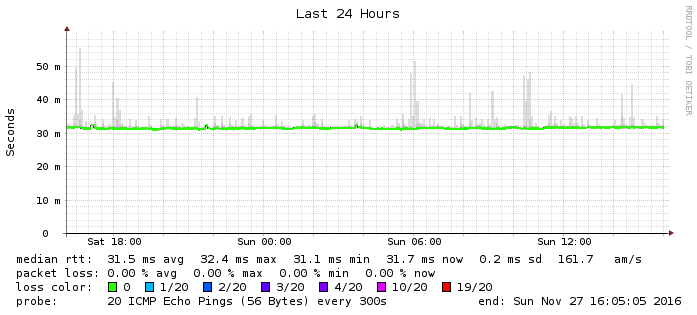 Last 24 Hours
RRDTOOL / TOBI OETIKER
Seconds
50 m
40 m
30 m
20 m
10 m
0
Sat 18:00 Sun 00:00 Sun 06:00 Sun 12:00
median rtt: 31.5 ms avg 32.4 ms max 31.1 ms min 31.7 ms now 0.2 ms sd 161.7 am/s
packet loss: 0.00 % avg 0.00 % max 0.00 % min 0.00 % now
loss color: 0 1/20 2/20 3/20 4/20 10/20 19/20
probe: 20 ICMP Echo Pings (56 Bytes) every 300s end: Sun Nov 27 16:05:05 2016